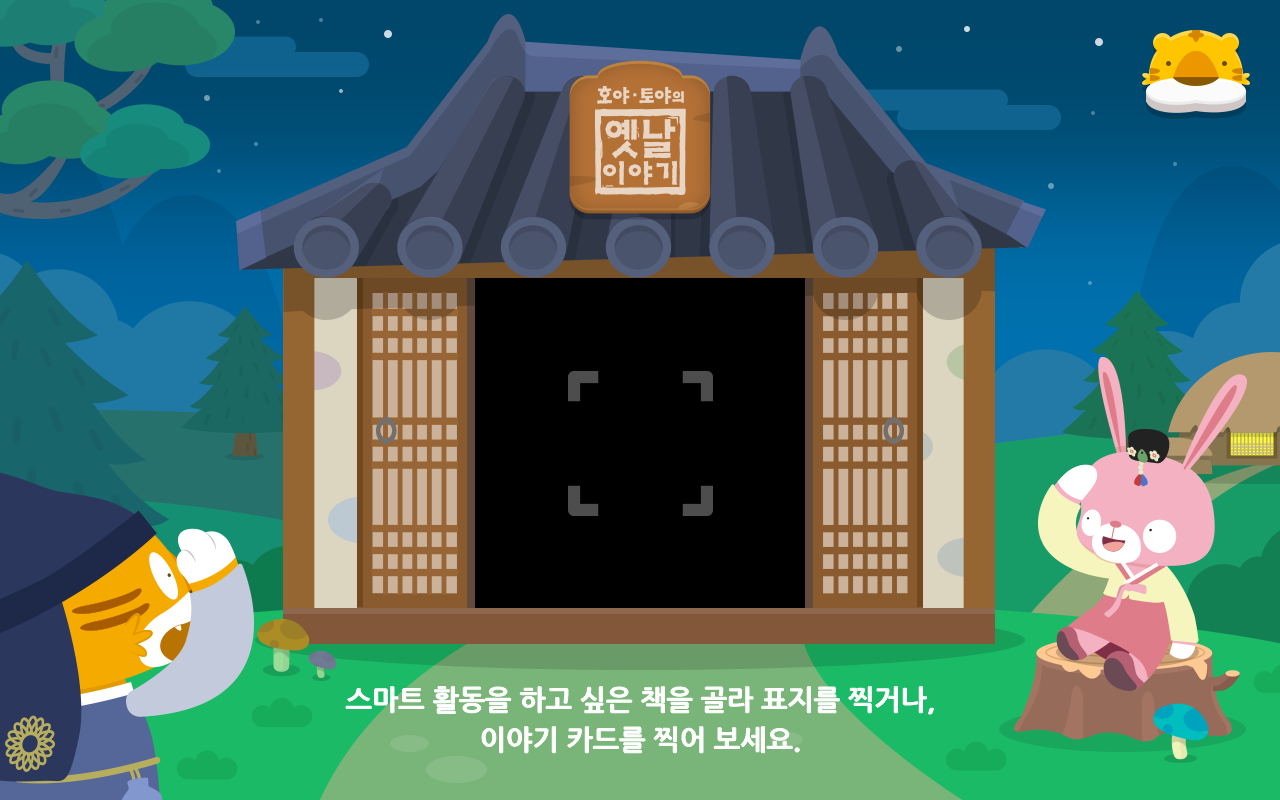 호야·토야의
옛날
이야기
스마트 활동을 하고 싶은 책을 골라 표지를 찍거나,
이야기 카드를 찍어 보세요.